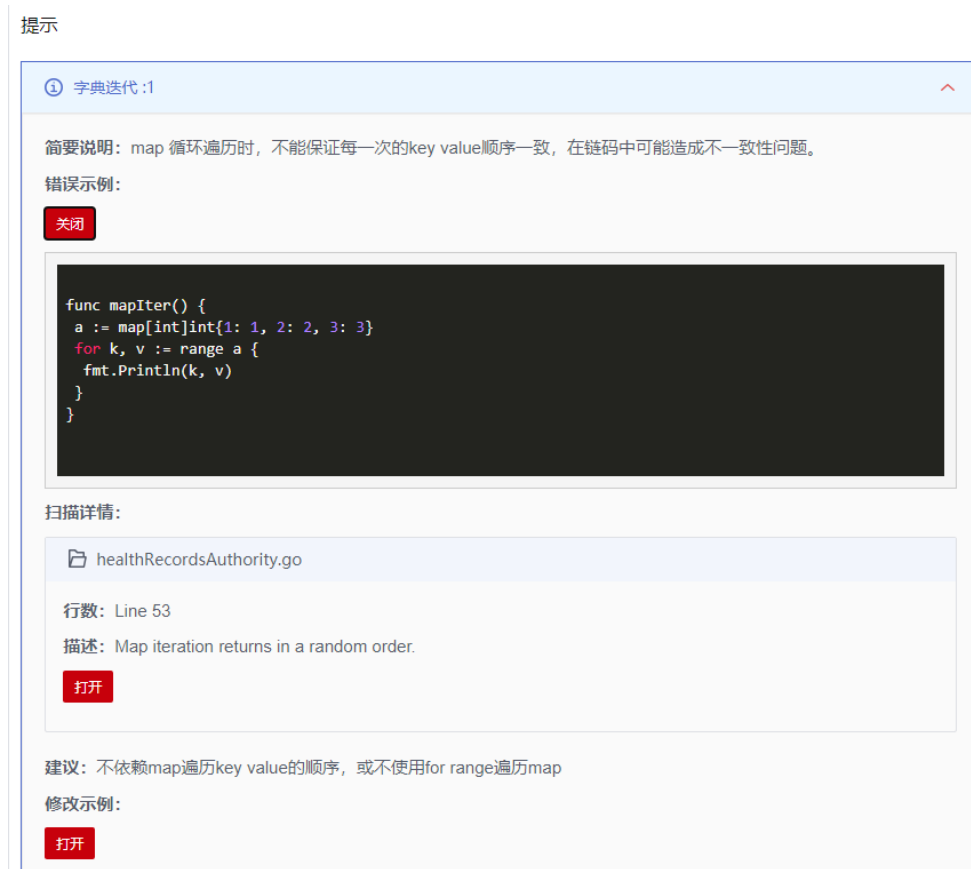 提示
字典迭代 :1
简要说明：map 循环遍历时，不能保证每一次的key value顺序一致，在链码中可能造成不一致性问题。
错误示例：
关闭
func mapIter() {
 a := map[int]int{1: 1, 2: 2, 3: 3}
 for k, v := range a {
  fmt.Println(k, v)
 }
}
扫描详情：
healthRecordsAuthority.go
行数：Line 53
描述：Map iteration returns in a random order.
打开
建议：不依赖map遍历key value的顺序，或不使用for range遍历map
修改示例：
打开